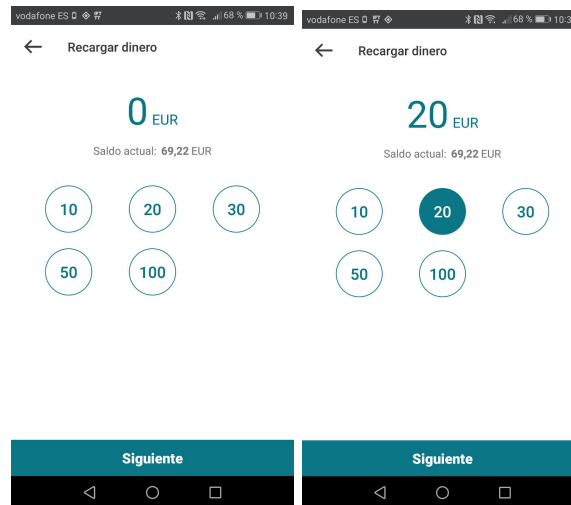 vodafone ES 68 % 10:39
Recargar dinero
0 EUR
Saldo actual: 69,22 EUR
10 20 30
50 100
Siguiente
vodafone ES 68 %
Recargar dinero
20 EUR
Saldo actual: 69,22 EUR
10 20 30
50 100
Siguiente